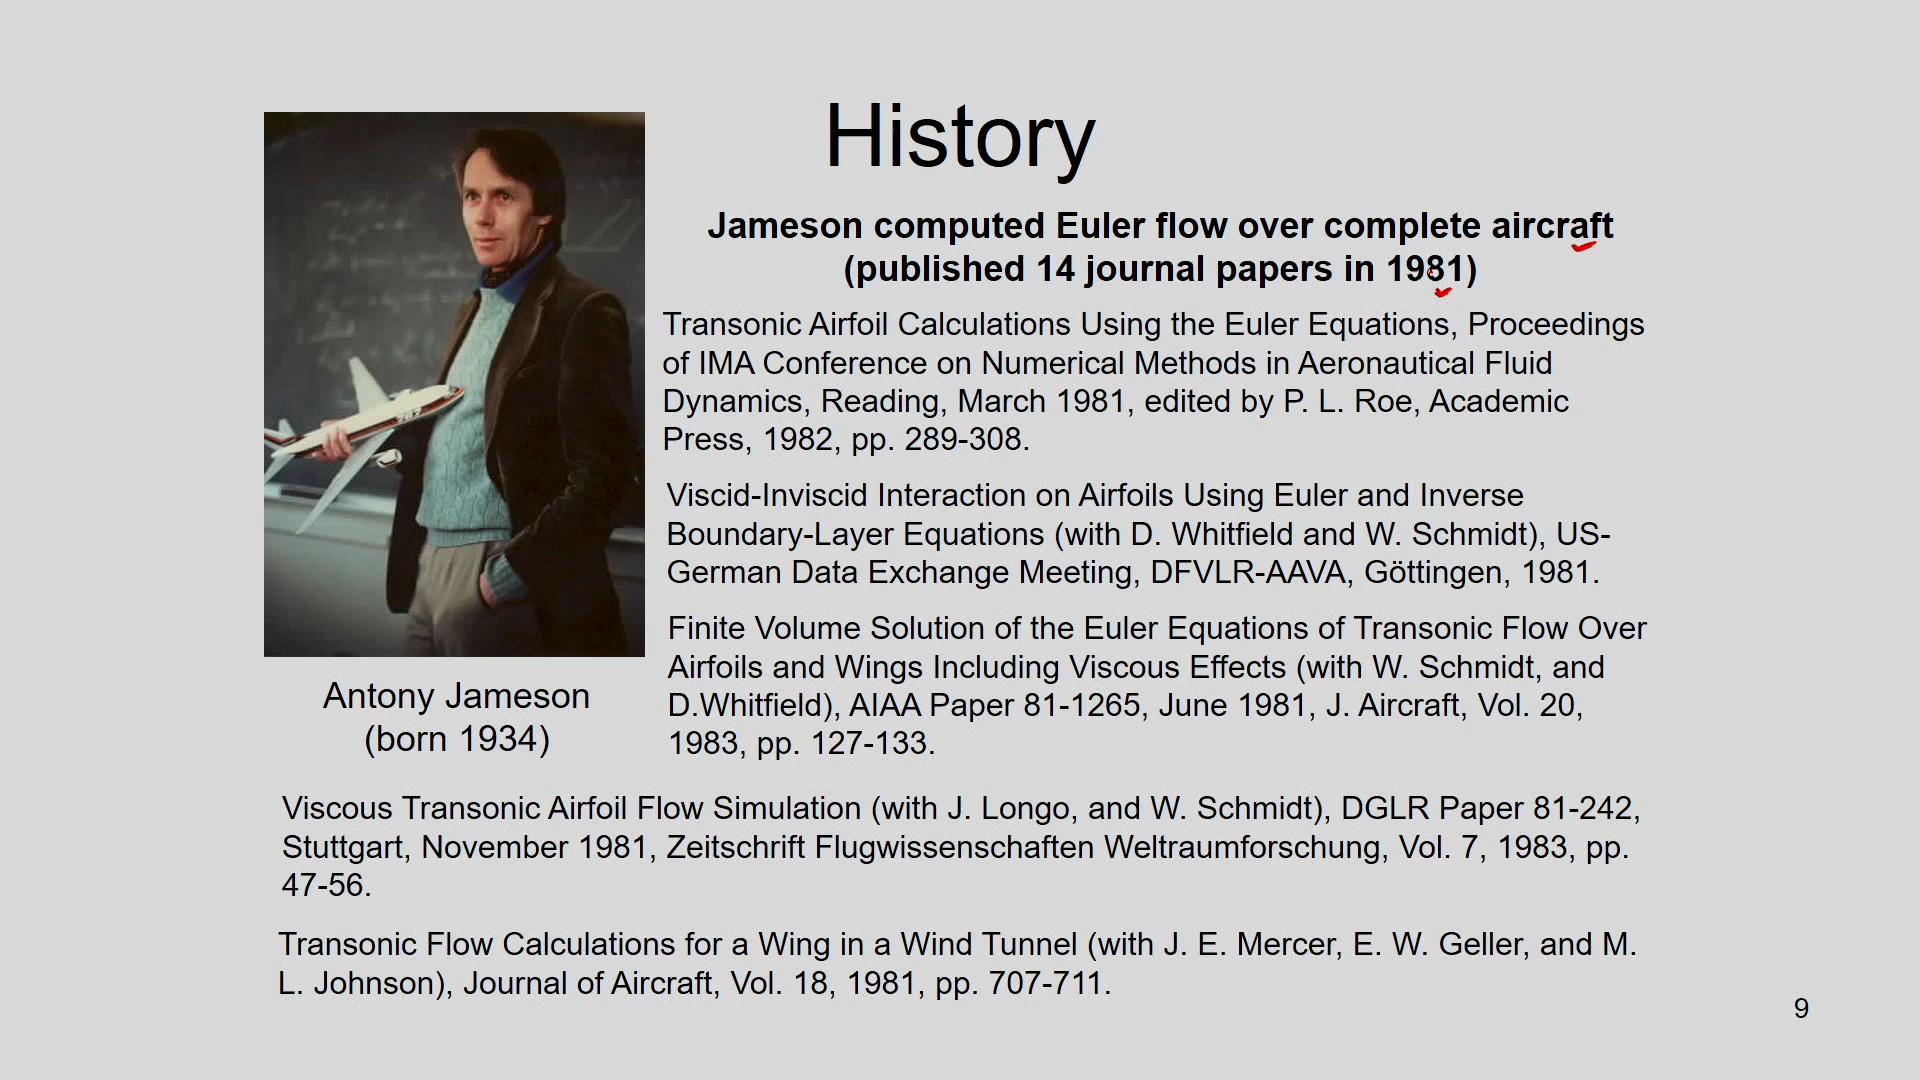 History
Jameson computed Euler flow over complete aircraft
(published 14 journal papers in 1981)
Transonic Airfoil Calculations Using the Euler Equations, Proceedings
of IMA Conference on Numerical Methods in Aeronautical Fluid
Dynamics, Reading, March 1981, edited by P. L. Roe, Academic
Press, 1982, pp. 289-308.
Viscid-Inviscid Interaction on Airfoils Using Euler and Inverse
Boundary-Layer Equations (with D. Whitfield and W. Schmidt), US-
German Data Exchange Meeting, DFVLR-AAVA, Göttingen, 1981.
Finite Volume Solution of the Euler Equations of Transonic Flow Over
Airfoils and Wings Including Viscous Effects (with W. Schmidt, and
D.Whitfield), AIAA Paper 81-1265, June 1981, J. Aircraft, Vol. 20,
1983, pp. 127-133.
Antony Jameson
(born 1934)
Viscous Transonic Airfoil Flow Simulation (with J. Longo, and W. Schmidt), DGLR Paper 81-242,
Stuttgart, November 1981, Zeitschrift Flugwissenschaften Weltraumforschung, Vol. 7, 1983, pp.
47-56.
Transonic Flow Calculations for a Wing in a Wind Tunnel (with J. E. Mercer, E. W. Geller, and M.
L. Johnson), Journal of Aircraft, Vol. 18, 1981, pp. 707-711.
9